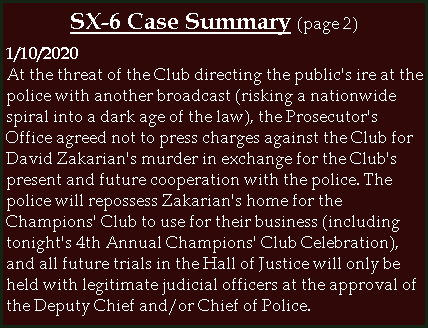 SX-6 Case Summary (page 2)
1/10/2020
At the threat of the Club directing the public's ire at the
police with another broadcast (risking a nationwide
spiral into a dark age of the law), the Prosecutor's
Office agreed not to press charges against the Club for
David Zakarian's murder in exchange for the Club's
present and future cooperation with the police. The
police will repossess Zakarian's home for the
Champions' Club to use for their business (including
tonight's 4th Annual Champions' Club Celebration),
and all future trials in the Hall of Justice will only be
held with legitimate judicial officers at the approval of
the Deputy Chief and/or Chief of Police.